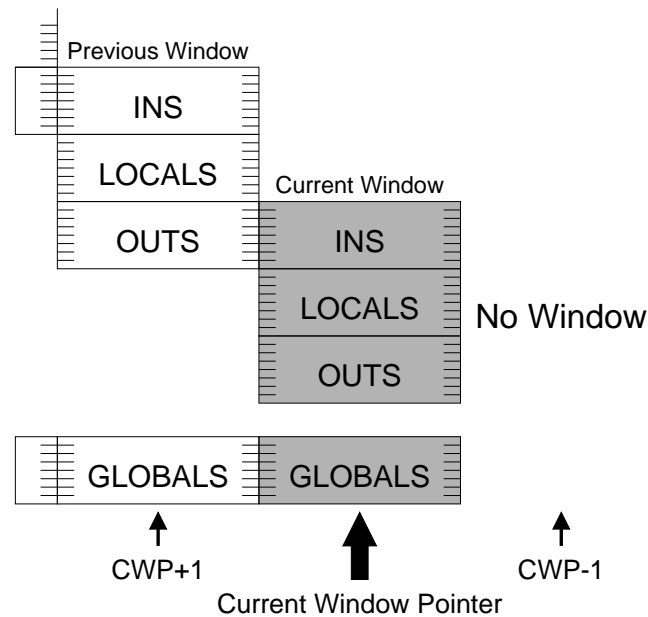 Previous Window
INS
LOCALS
Current Window
OUTS INS
LOCALS
No Window
OUTS
GLOBALS GLOBALS
CWP+1 CWP-1
Current Window Pointer